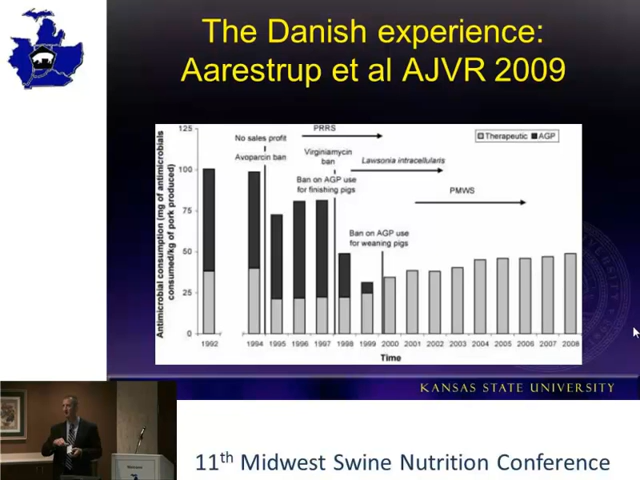 The Danish experience:
Aarestrup et al AJVR 2009
Antimicrobial consumption (mg of antimicrobials
consumed/kg of pork produced)
125
100
75
50
25
0
No sales profit
Avoparcin ban
PRRS
Virginiamycin
ban
Ban on AGP use
for finishing pigs
Lawsonia intracellularis
Ban on AGP use
for weaning pigs
PMWS
Therapeutic AGP
1992 1994 1995 1996 1997 1998 1999 2000 2001 2002 2003 2004 2005 2006 2007 2008
Time
KANSAS STATE UNIVERSITY
11th Midwest Swine Nutrition Conference